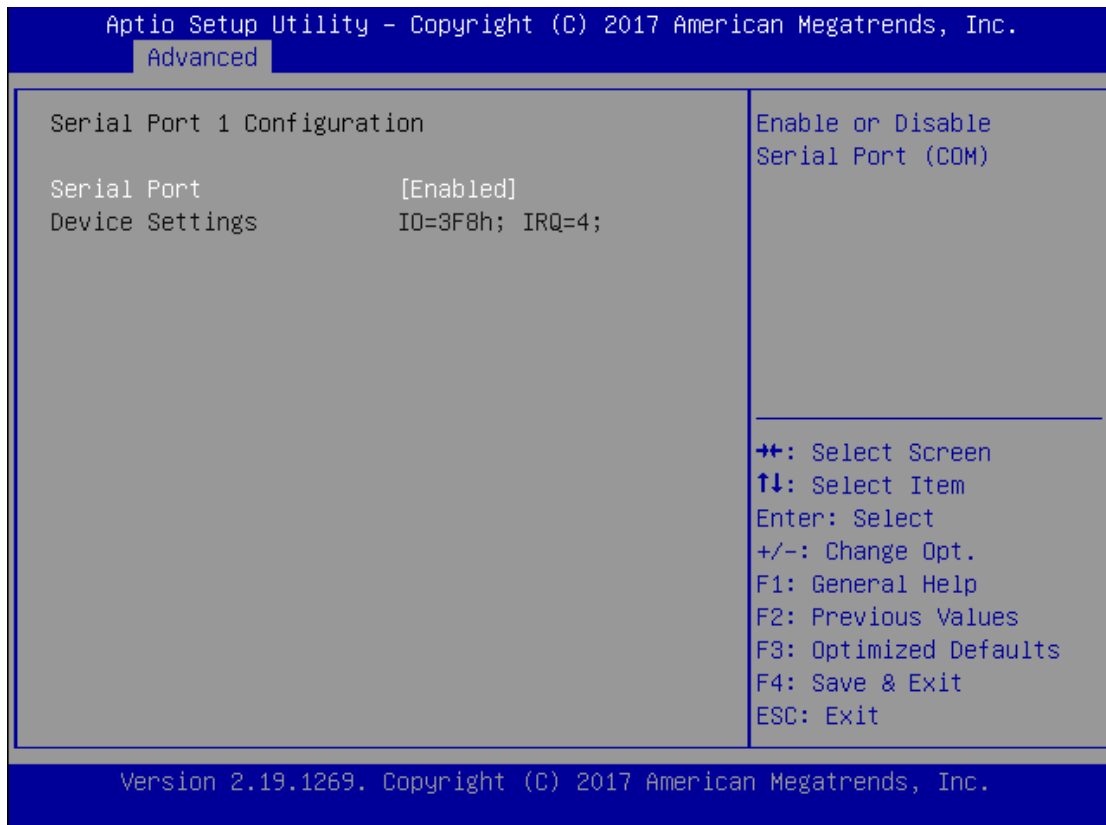 Aptio Setup Utility – Copyright (C) 2017 American Megatrends, Inc.
Advanced
Serial Port 1 Configuration
Serial Port [Enabled]
Device Settings IO=3F8h; IRQ=4;
Enable or Disable
Serial Port (COM)
→←: Select Screen
↑↓: Select Item
Enter: Select
+/-: Change Opt.
F1: General Help
F2: Previous Values
F3: Optimized Defaults
F4: Save & Exit
ESC: Exit
Version 2.19.1269. Copyright (C) 2017 American Megatrends, Inc.